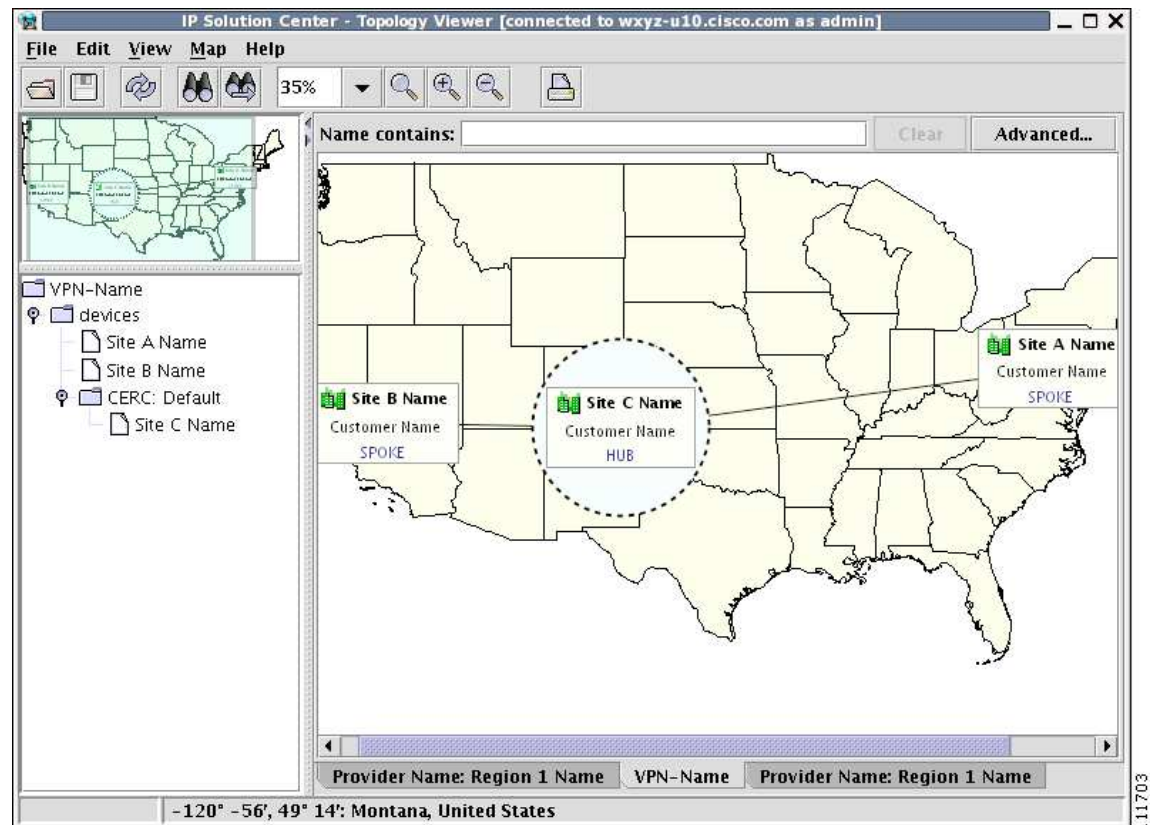 IP Solution Center - Topology Viewer [connected to wxyz-u10.cisco.com as admin]
File Edit View Map Help
35%
Name contains: Clear Advanced...
VPN-Name
devices
Site A Name
Site B Name
CERC: Default
Site C Name
Site A Name
Customer Name
SPOKE
Site B Name
Customer Name
SPOKE
Site C Name
Customer Name
HUB
Provider Name: Region 1 Name VPN-Name Provider Name: Region 1 Name
-120° -56', 49° 14': Montana, United States